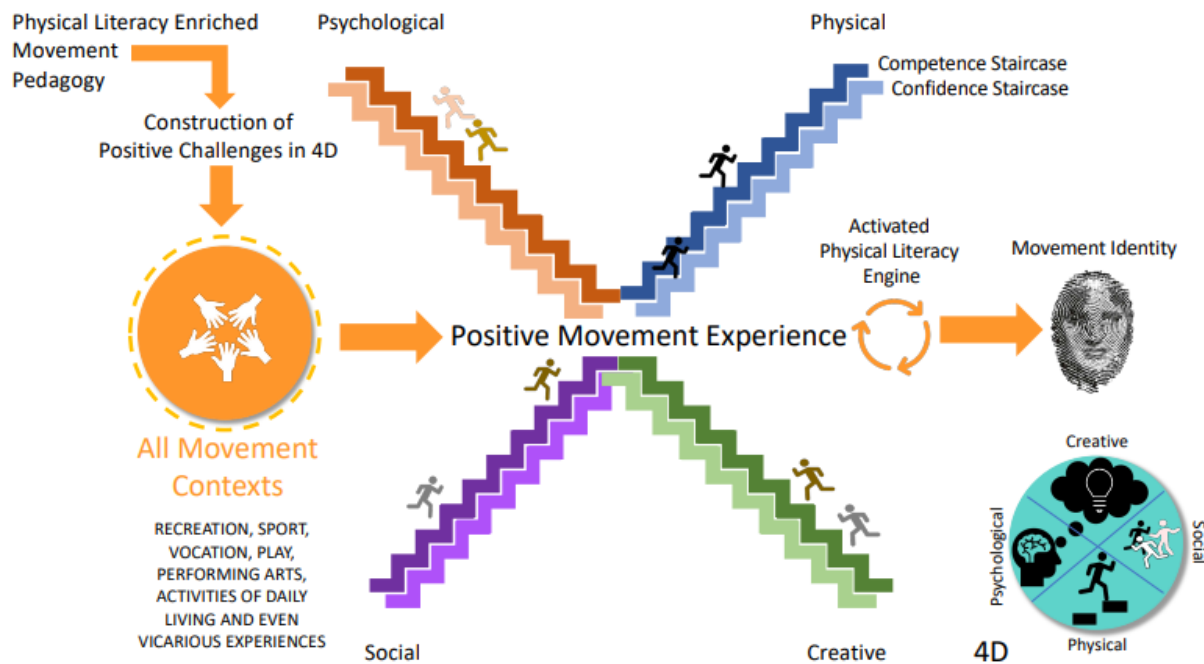 Physical Literacy Enriched
Movement
Pedagogy
Construction of
Positive Challenges in 4D
All Movement
Contexts
RECREATION, SPORT,
VOCATION, PLAY,
PERFORMING ARTS,
ACTIVITIES OF DAILY
LIVING AND EVEN
VICARIOUS EXPERIENCES
Psychological
Physical
Competence Staircase
Confidence Staircase
Positive Movement Experience
Social
Creative
Activated
Physical Literacy
Engine
Movement Identity
4D
Creative
Psychological
Social
Physical